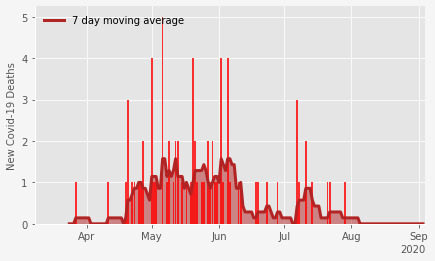 7 day moving average
New Covid-19 Deaths
5
4
3
2
1
0
Apr
May
Jun
Jul
Aug
Sep
2020